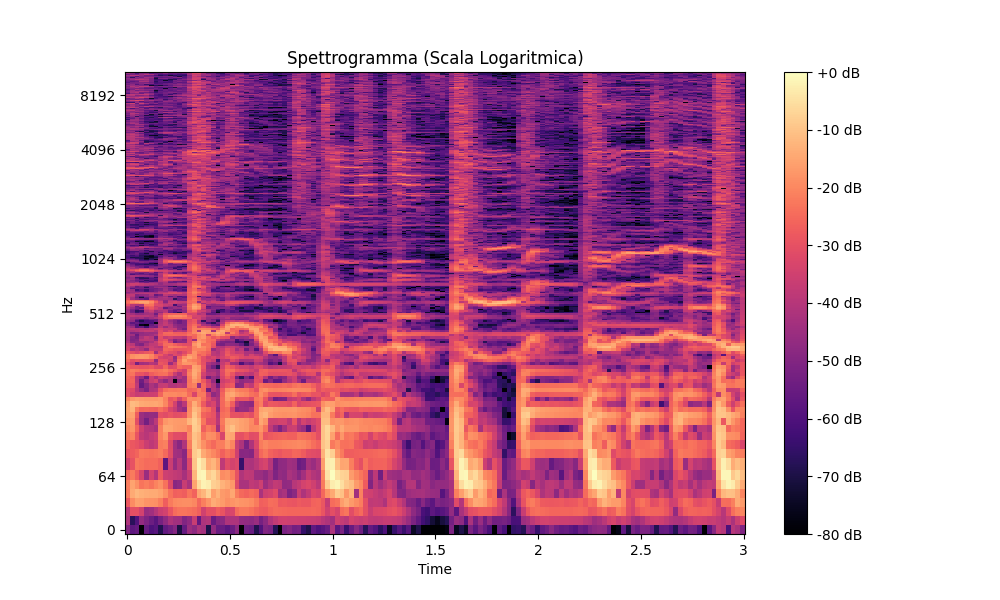 Spettrogramma (Scala Logaritmica)
Hz
8192
4096
2048
1024
512
256
128
64
0
0
0.5
1
1.5
2
2.5
3
Time
+0 dB
-10 dB
-20 dB
-30 dB
-40 dB
-50 dB
-60 dB
-70 dB
-80 dB